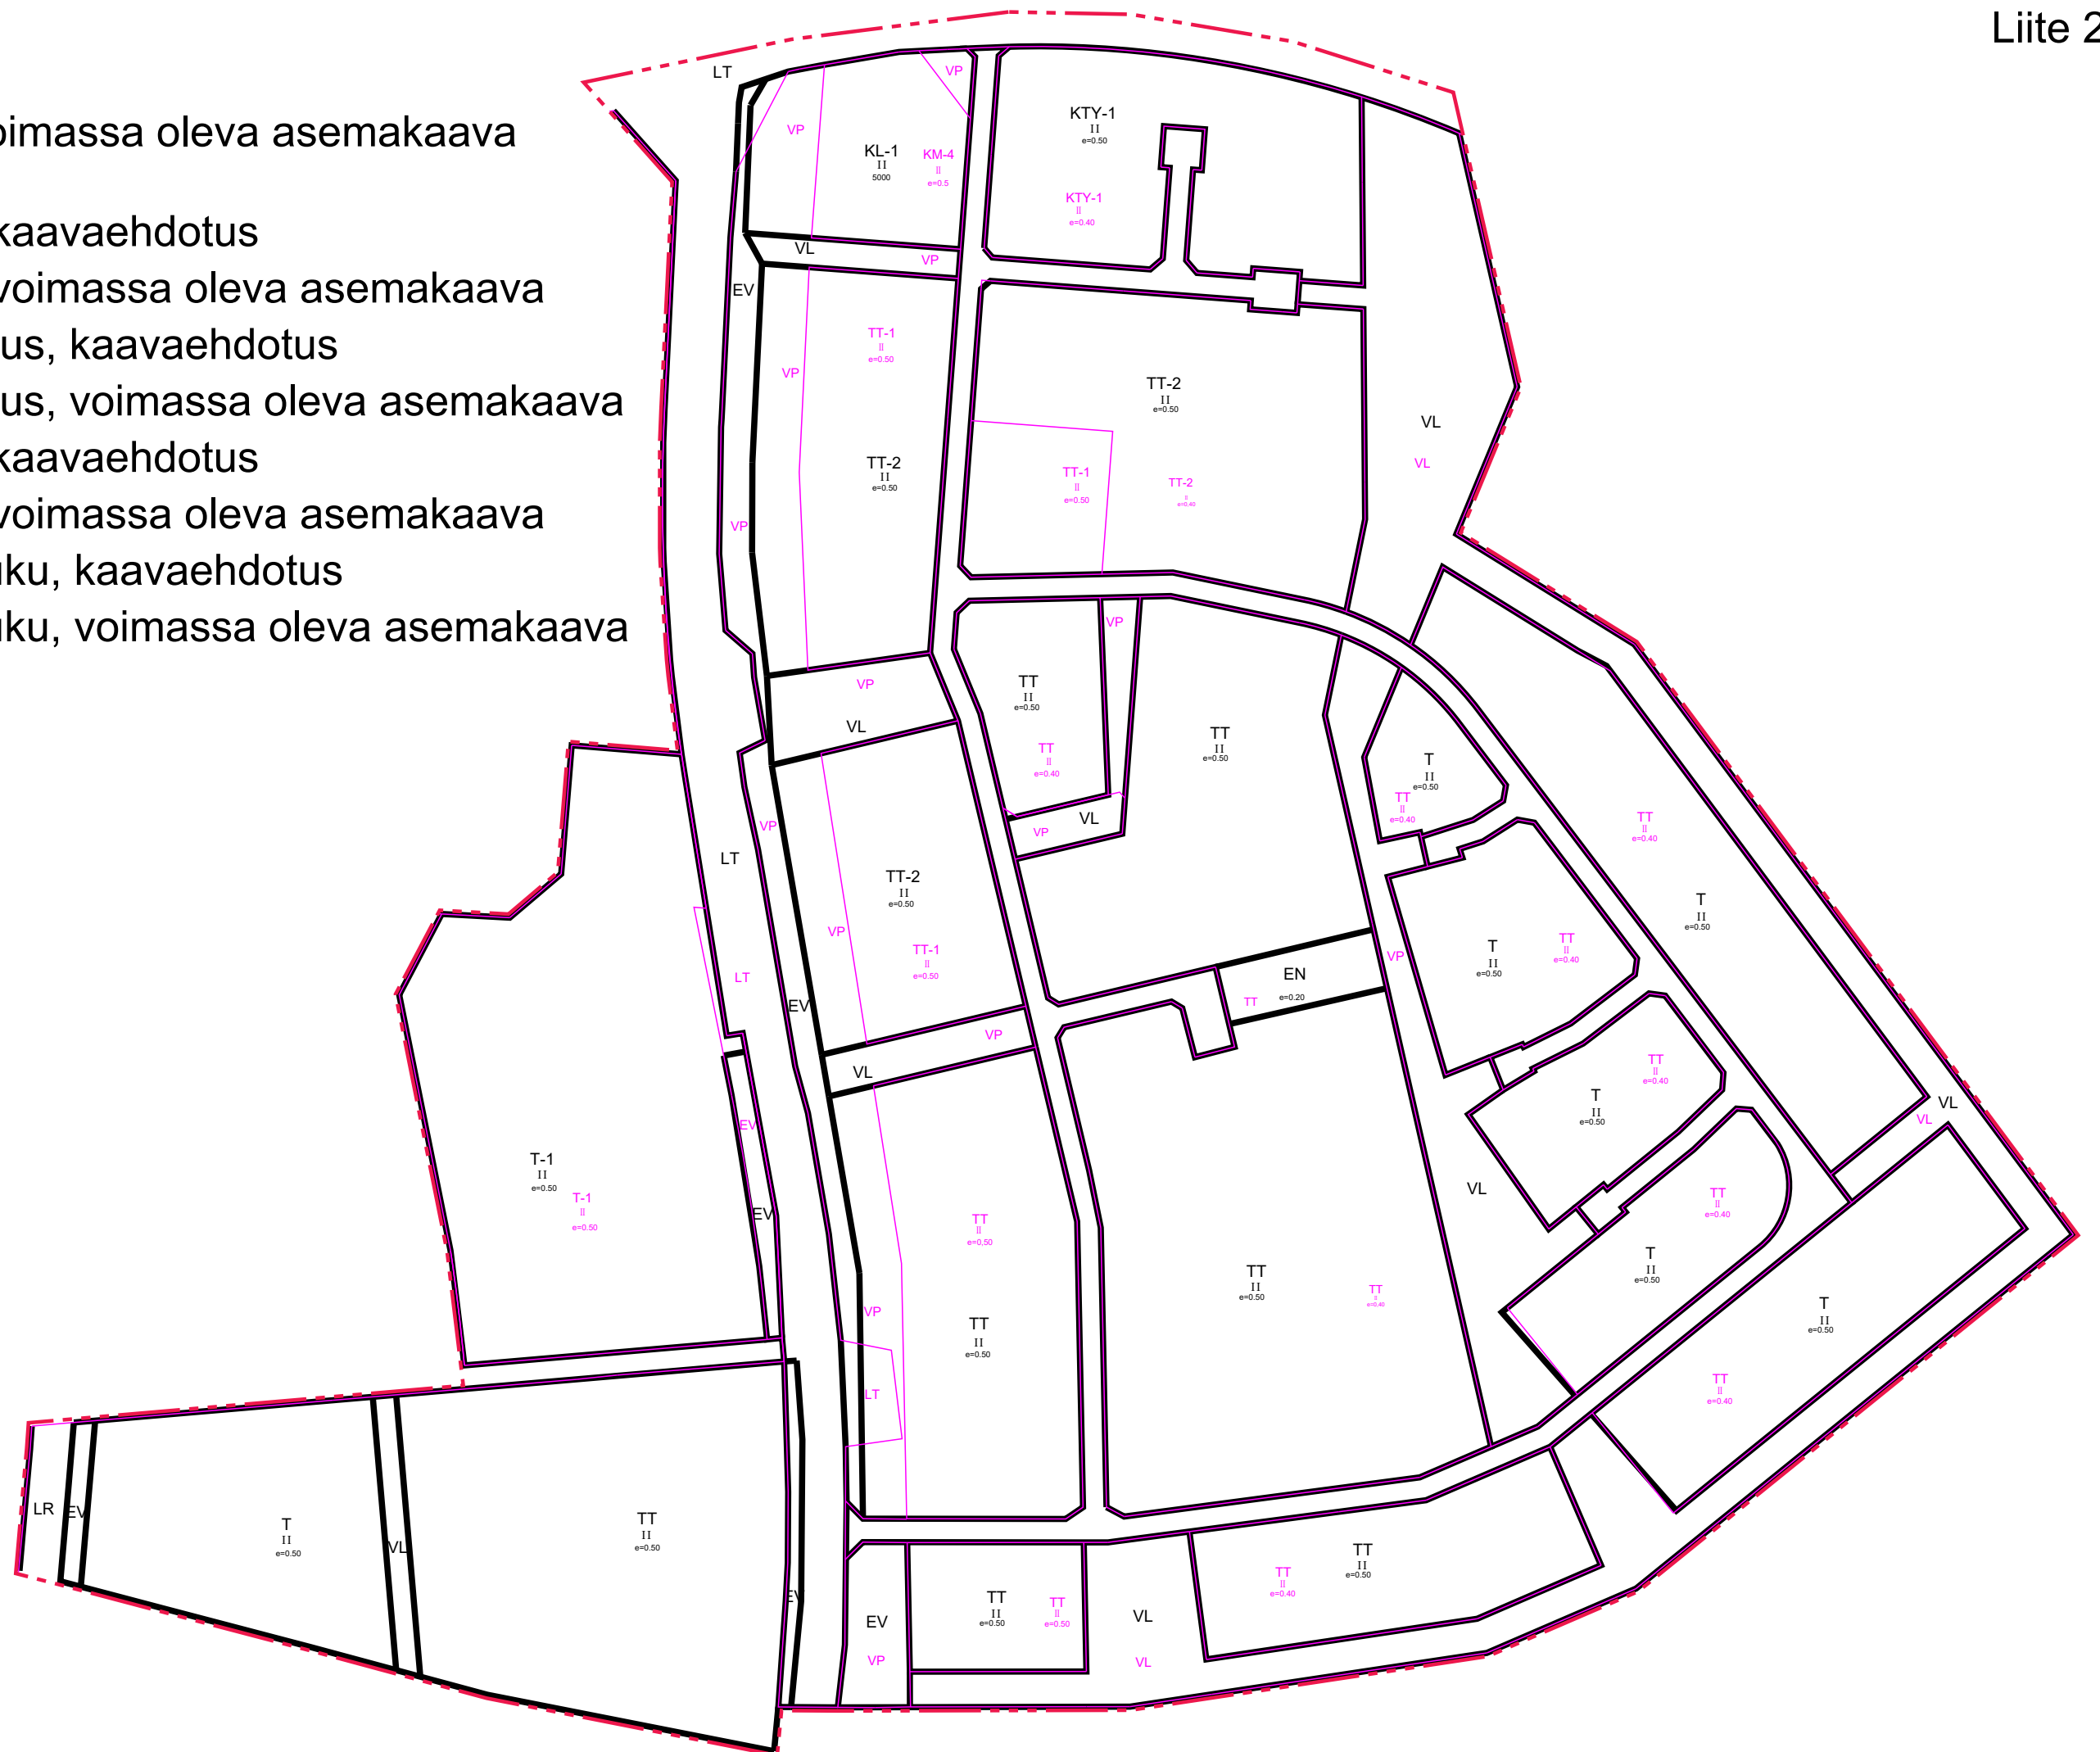 Liite 2
oimassa oleva asemakaava
kaavaehdotus
voimassa oleva asemakaava
us, kaavaehdotus
us, voimassa oleva asemakaava
kaavaehdotus
voimassa oleva asemakaava
uku, kaavaehdotus
uku, voimassa oleva asemakaava
LT
VP
VP
KL-1
II
5000
KM-4
II
e=0.5
KTY-1
II
e=0.50
KTY-1
II
e=0.40
VL
VP
EV
TT-1
II
e=0.50
VP
TT-2
II
e=0.50
VP
TT-2
II
e=0.50
TT-1
II
e=0.50
TT-2
II
e=0.40
VL
VL
VP
VL
VP
TT
II
e=0.50
TT
II
e=0.40
VP
VL
TT
II
e=0.50
T
II
e=0.50
TT
II
e=0.40
TT
II
e=0.40
T
II
e=0.50
LT
VP
LT
TT-2
II
e=0.50
VP
TT-1
II
e=0.50
EV
VP
VL
EN
e=0.20
TT
VP
T
II
e=0.50
TT
II
e=0.40
TT
II
e=0.40
T
II
e=0.50
VL
VL
EV
EV
T-1
II
e=0.50
T-1
II
e=0.50
VL
TT
II
e=0.40
T
II
e=0.50
TT
II
e=0,50
VP
TT
II
e=0.50
LT
TT
II
e=0.50
TT
II
e=0.40
T
II
e=0.50
TT
II
e=0.40
LR
EV
T
II
e=0.50
VL
TT
II
e=0.50
EV
EV
VP
TT
II
e=0.50
TT
II
e=0.50
VL
VL
TT
II
e=0.40
TT
II
e=0.50